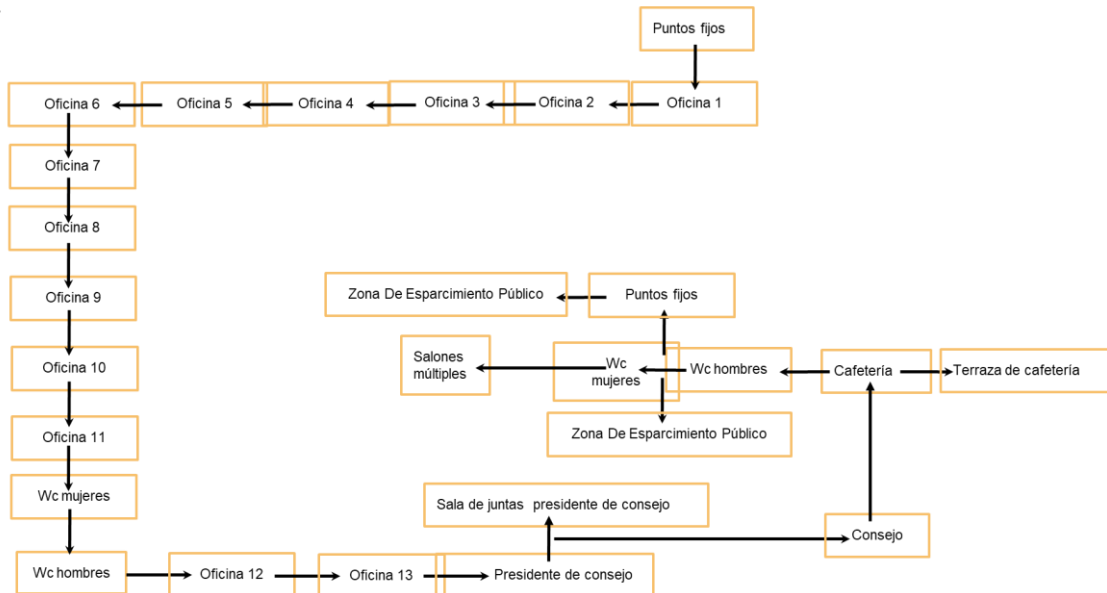 Puntos fijos
Oficina 6
Oficina 5
Oficina 4
Oficina 3
Oficina 2
Oficina 1
Oficina 7
Oficina 8
Oficina 9
Oficina 10
Oficina 11
Wc mujeres
Wc hombres
Oficina 12
Oficina 13
Presidente de consejo
Sala de juntas presidente de consejo
Consejo
Cafetería
Terraza de cafetería
Wc hombres
Wc
mujeres
Salones
múltiples
Puntos fijos
Zona De Esparcimiento Público
Zona De Esparcimiento Público